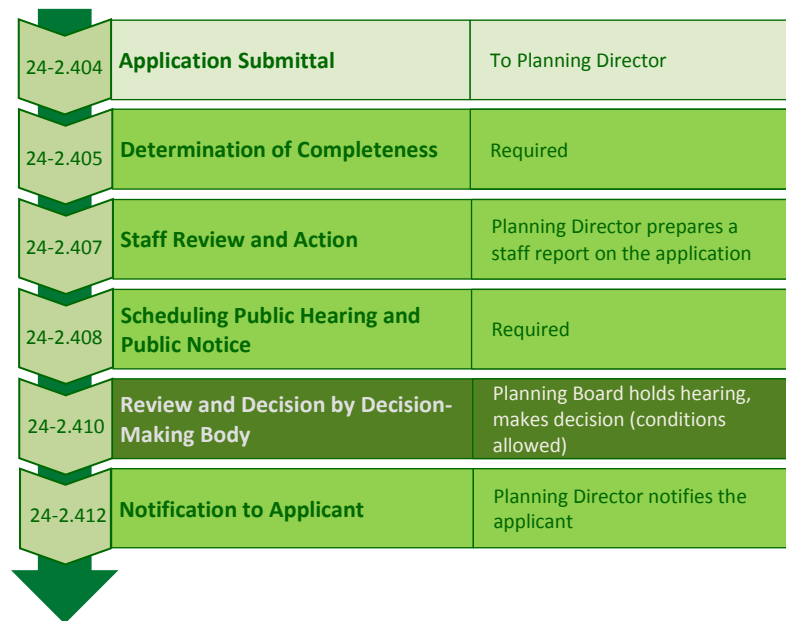 24-2.404
Application Submittal
To Planning Director
24-2.405
Determination of Completeness
Required
24-2.407
Staff Review and Action
Planning Director prepares a
staff report on the application
24-2.408
Scheduling Public Hearing and
Public Notice
Required
24-2.410
Review and Decision by Decision-
Making Body
Planning Board holds hearing,
makes decision (conditions
allowed)
24-2.412
Notification to Applicant
Planning Director notifies the
applicant